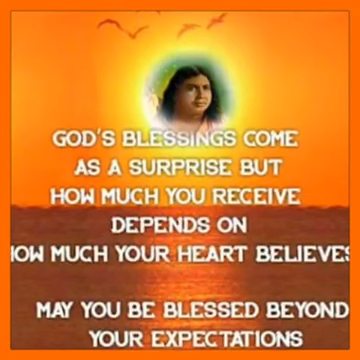 GOD'S BLESSINGS COME
AS A SURPRISE BUT
HOW MUCH YOU RECEIVE
DEPENDS ON
HOW MUCH YOUR HEART BELIEVES
MAY YOU BE BLESSED BEYOND
YOUR EXPECTATIONS